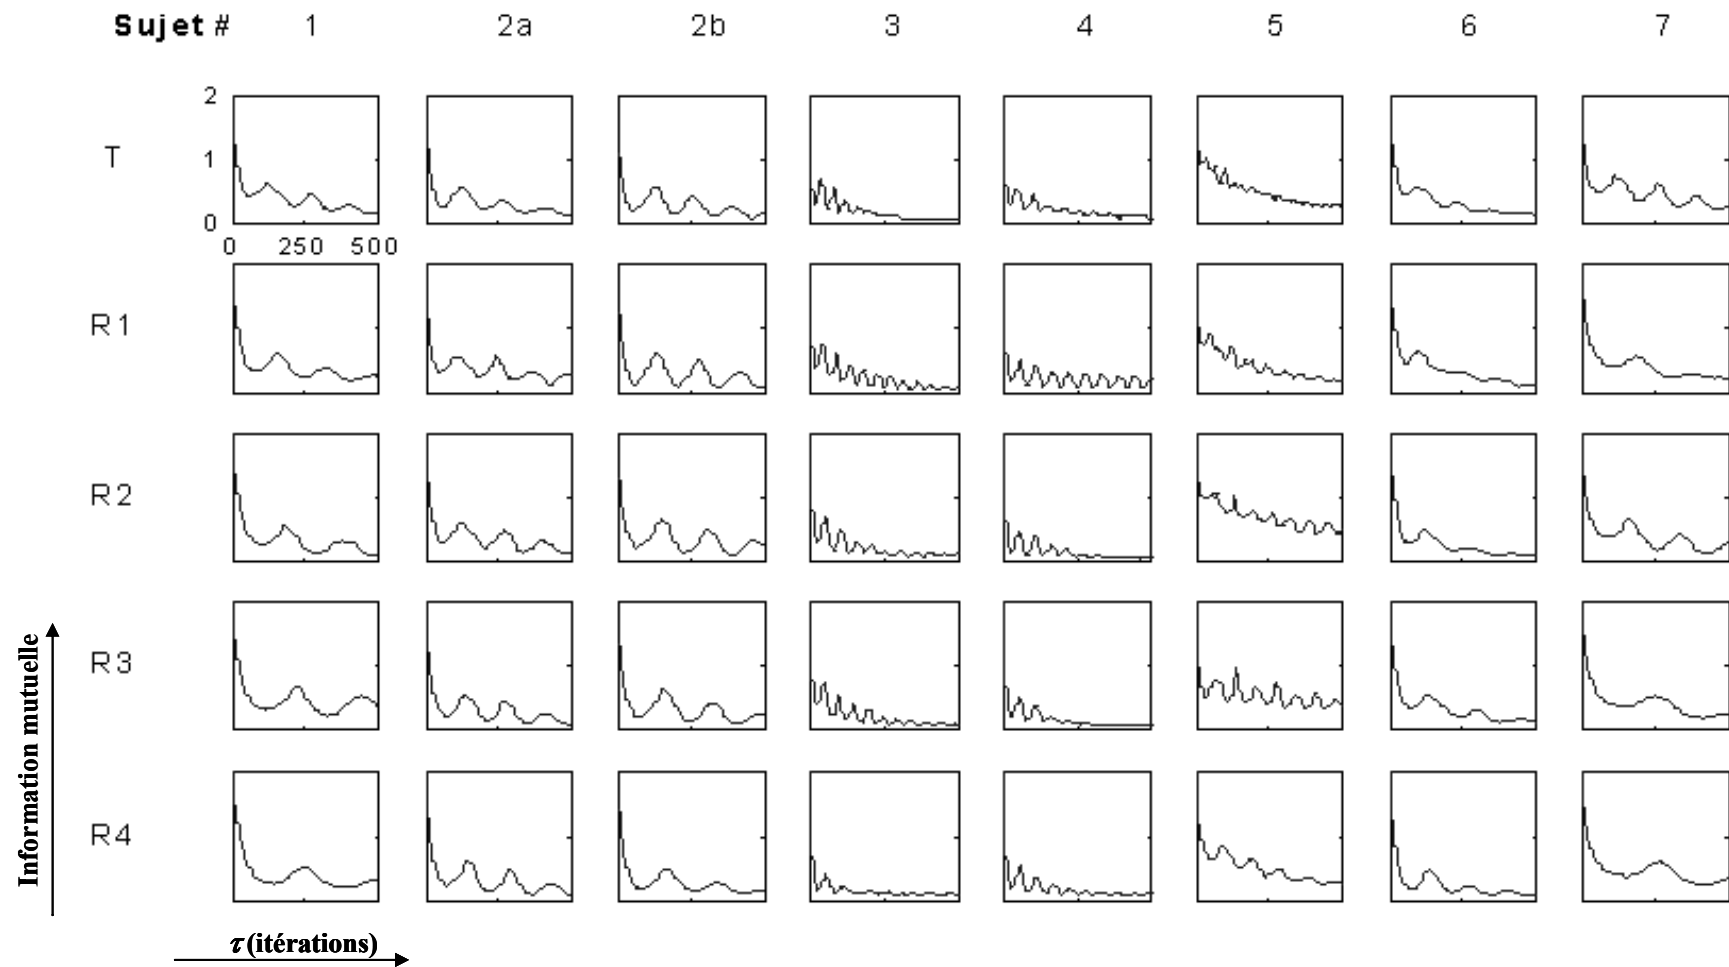 Sujet # 1 2a 2b 3 4 5 6 7
2
T 1
0
0 250 500
R1
R2
R3
R4
Information mutuelle
τ (itérations)